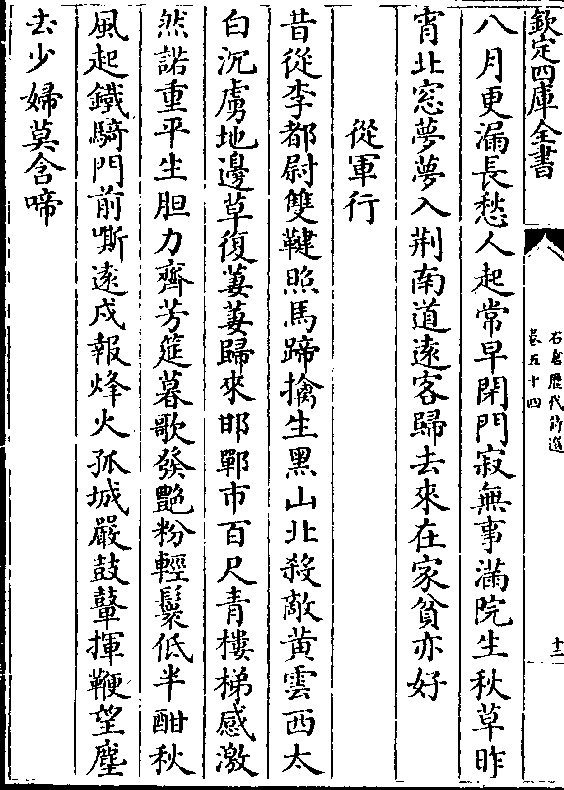 欽定四庫全書
石倉歷代詩選
卷五十四
十二
八月更漏長愁人起常早閉門寂無事滿院生秋草昨
宵北窓夢夢入荆南道遠客歸去來在家貧亦好
從軍行
昔從李都尉雙鞬照馬蹄擒生黑山北殺敵黄雲西太
白沉虜地邊草復萋萋歸來邯鄲市百尺青樓梯感激
然諾重平生胆力齊芳筵暮歌發艷粉輕鬟低半酣秋
風起鐵騎門前嘶遠戍報烽火孤城嚴鼓鼙揮鞭望塵
去少婦莫含啼